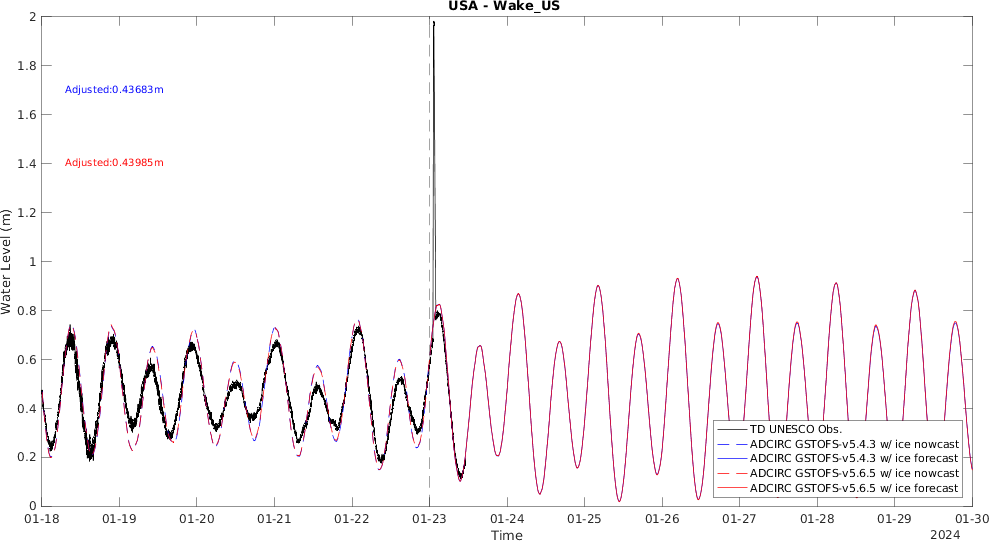 USA - Wake_US
2
1.8
1.6
1.4
1.2
1
0.8
0.6
0.4
0.2
0
Water Level (m)
Adjusted:0.43683m
Adjusted:0.43985m
TD UNESCO Obs.
ADCIRC GSTOFS-v5.4.3 w/ ice nowcast
ADCIRC GSTOFS-v5.4.3 w/ ice forecast
ADCIRC GSTOFS-v5.6.5 w/ ice nowcast
ADCIRC GSTOFS-v5.6.5 w/ ice forecast
01-18 01-19 01-20 01-21 01-22 01-23 01-24 01-25 01-26 01-27 01-28 01-29 01-30
Time
2024